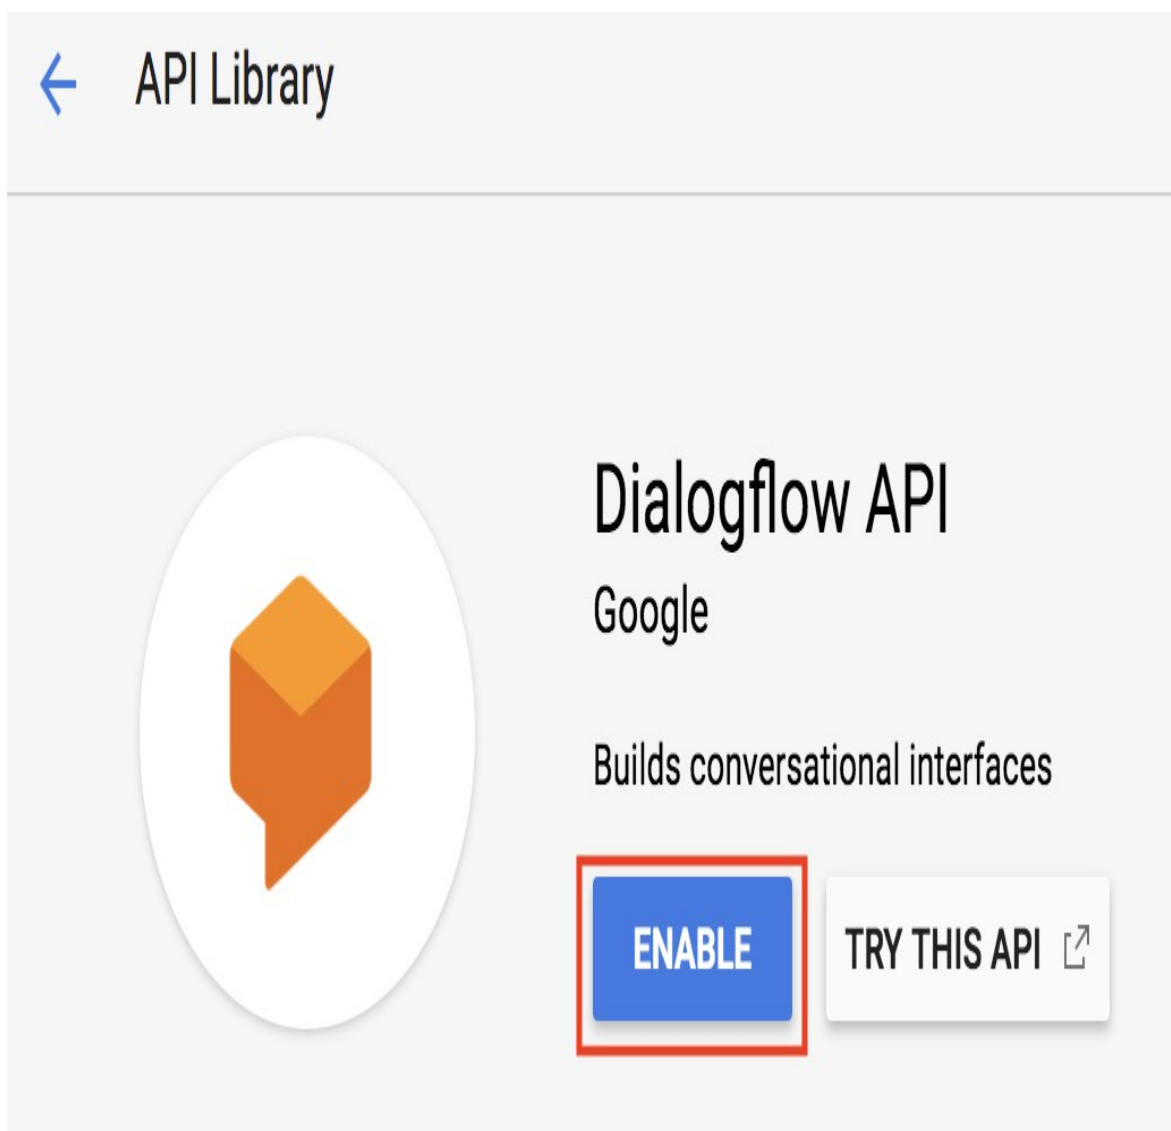 API Library
Dialogflow API
Google
Builds conversational interfaces
ENABLE
TRY THIS API